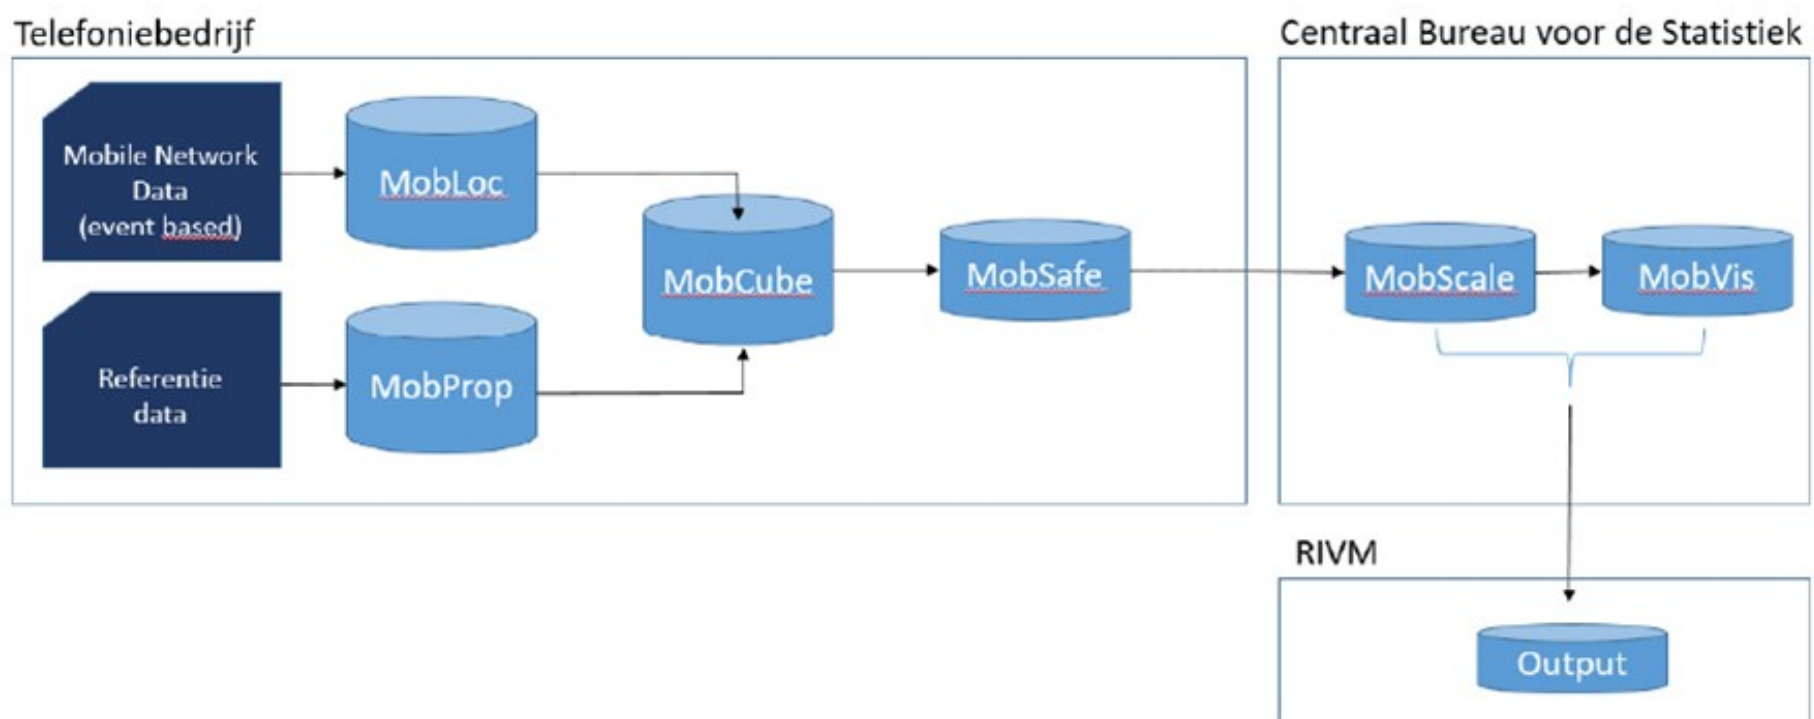 Telefoniebedrijf
Mobile Network
Data
(event based)
MobLoc
Referentie
data
MobProp
MobCube
MobSafe
Centraal Bureau voor de Statistiek
MobScale
MobVis
RIVM
Output